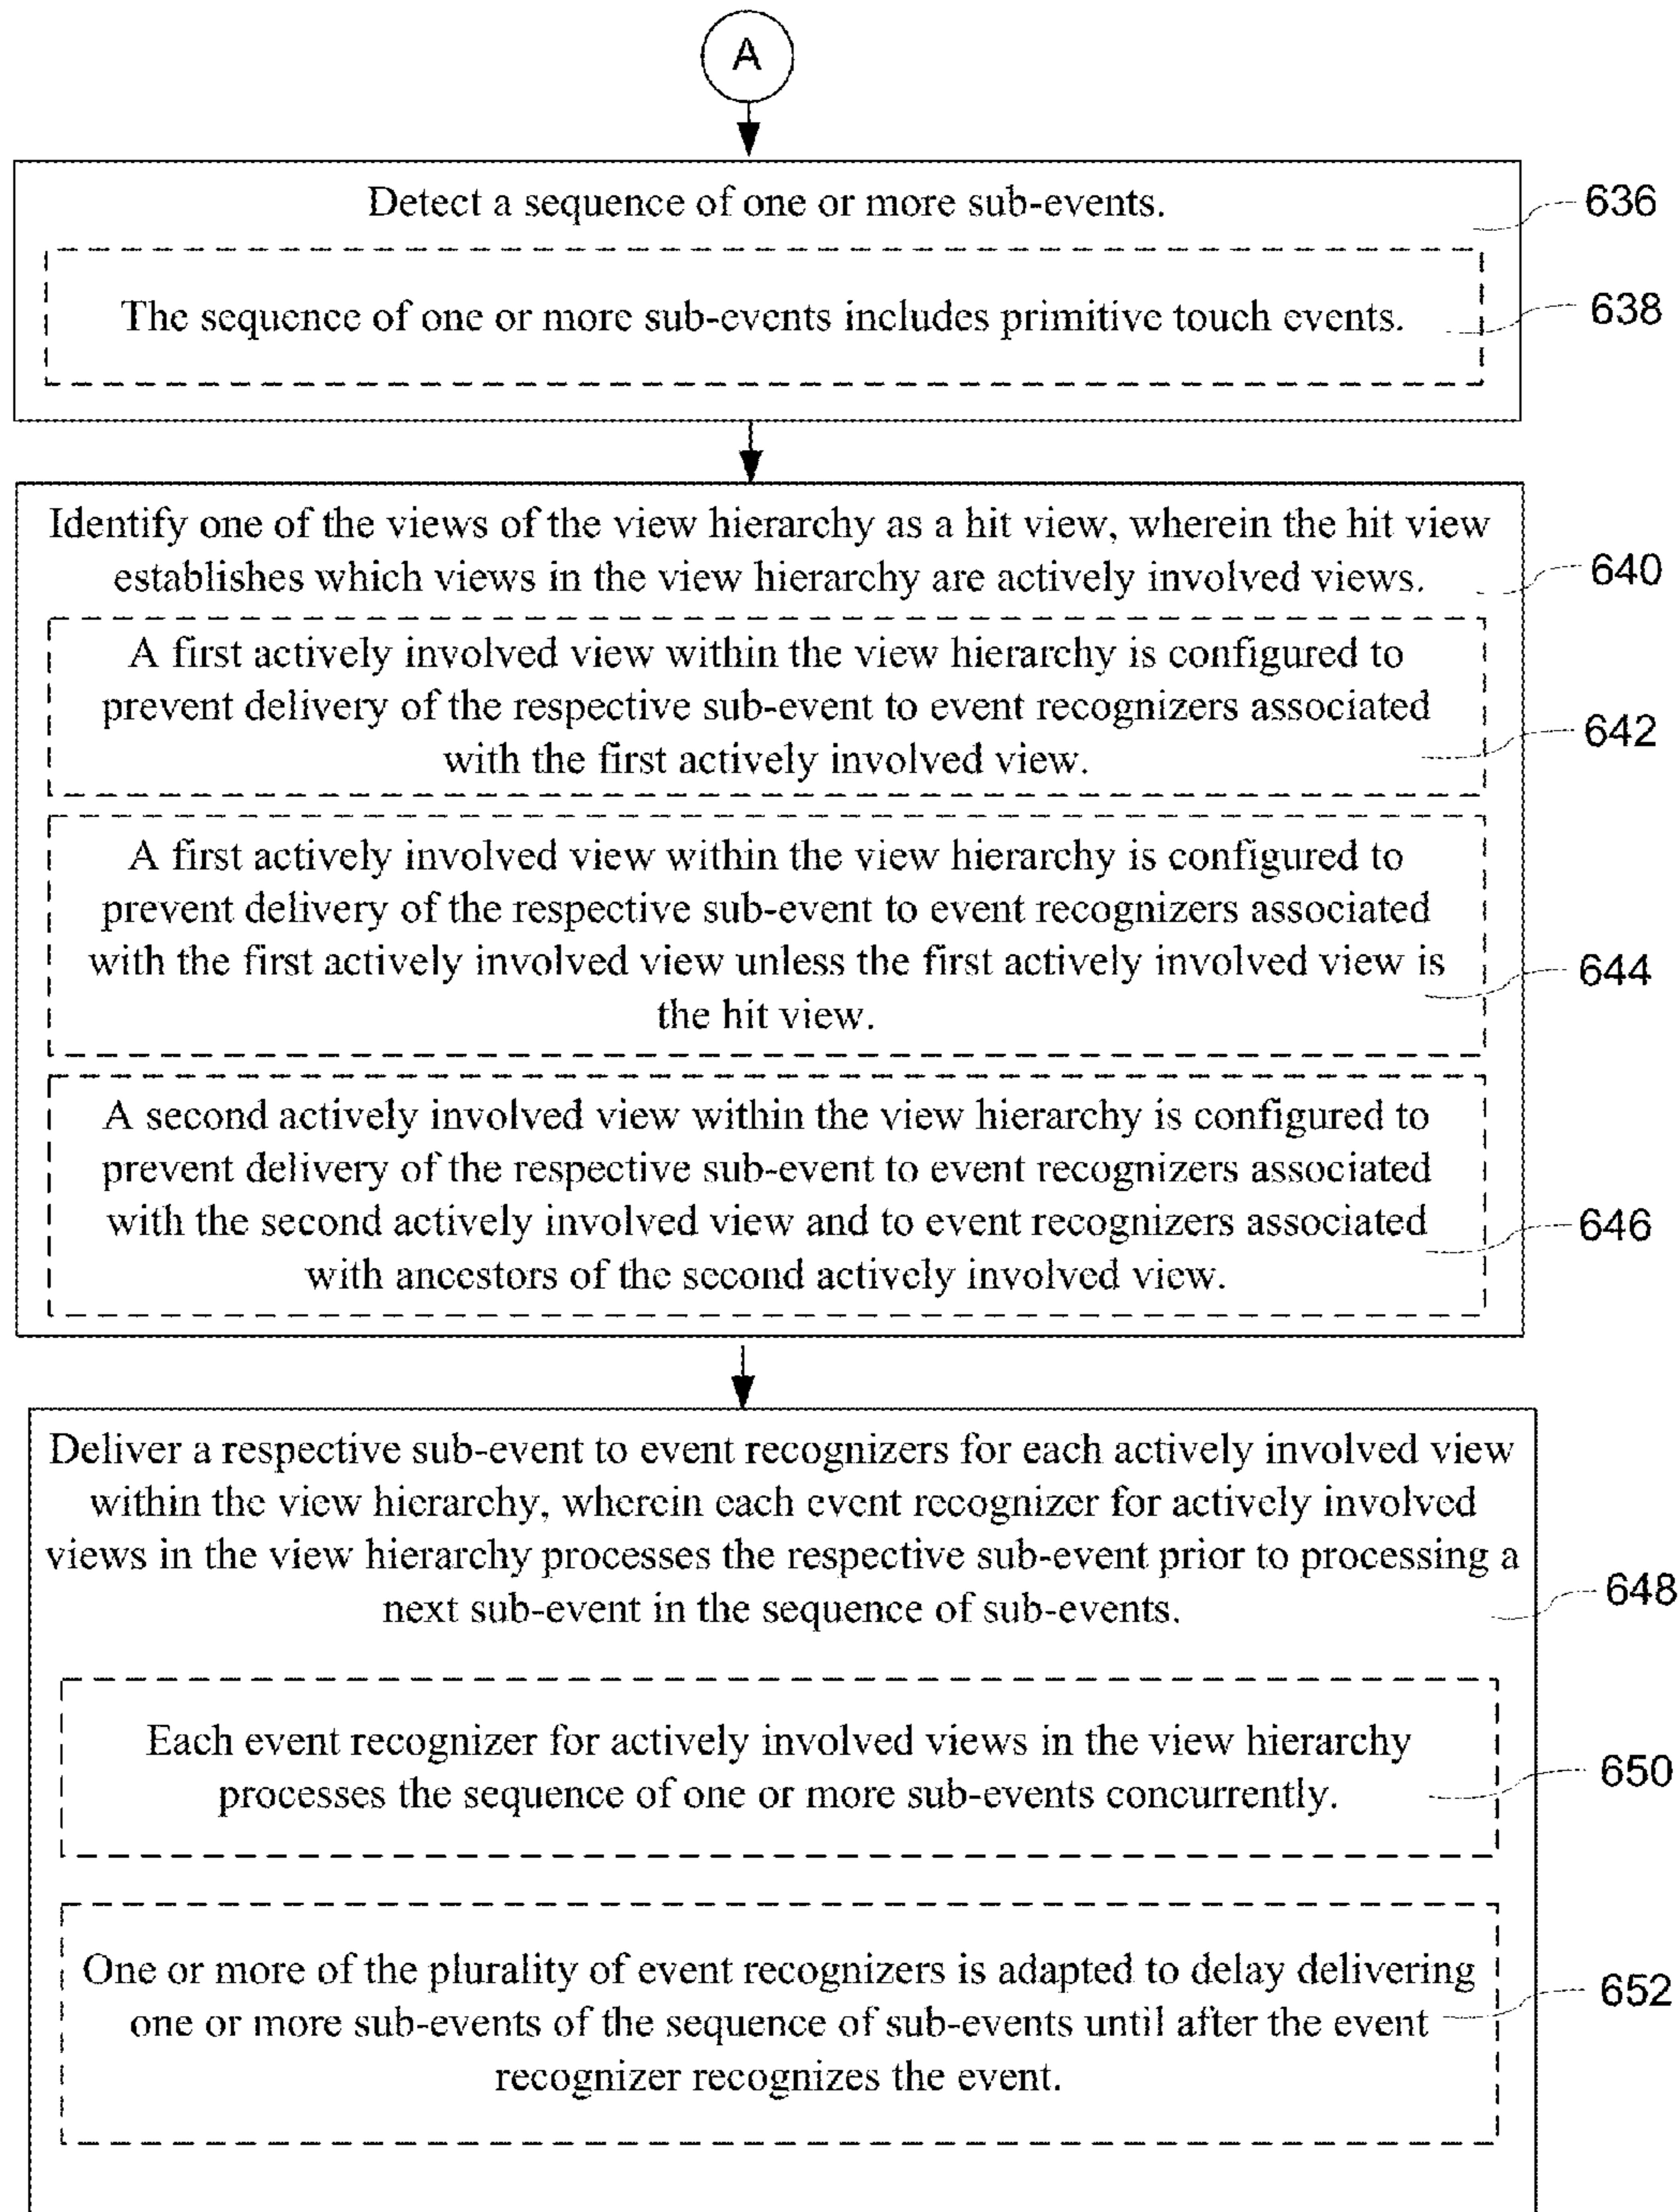 A
Detect a sequence of one or more sub-events.
636
The sequence of one or more sub-events includes primitive touch events.
638
Identify one of the views of the view hierarchy as a hit view, wherein the hit view
establishes which views in the view hierarchy are actively involved views.
640
A first actively involved view within the view hierarchy is configured to
prevent delivery of the respective sub-event to event recognizers associated
with the first actively involved view.
642
A first actively involved view within the view hierarchy is configured to
prevent delivery of the respective sub-event to event recognizers associated
with the first actively involved view unless the first actively involved view is
the hit view.
644
A second actively involved view within the view hierarchy is configured to
prevent delivery of the respective sub-event to event recognizers associated
with the second actively involved view and to event recognizers associated
with ancestors of the second actively involved view.
646
Deliver a respective sub-event to event recognizers for each actively involved view
within the view hierarchy, wherein each event recognizer for actively involved
views in the view hierarchy processes the respective sub-event prior to processing a
next sub-event in the sequence of sub-events.
648
Each event recognizer for actively involved views in the view hierarchy
processes the sequence of one or more sub-events concurrently.
650
One or more of the plurality of event recognizers is adapted to delay delivering
one or more sub-events of the sequence of sub-events until after the event
recognizer recognizes the event.
652